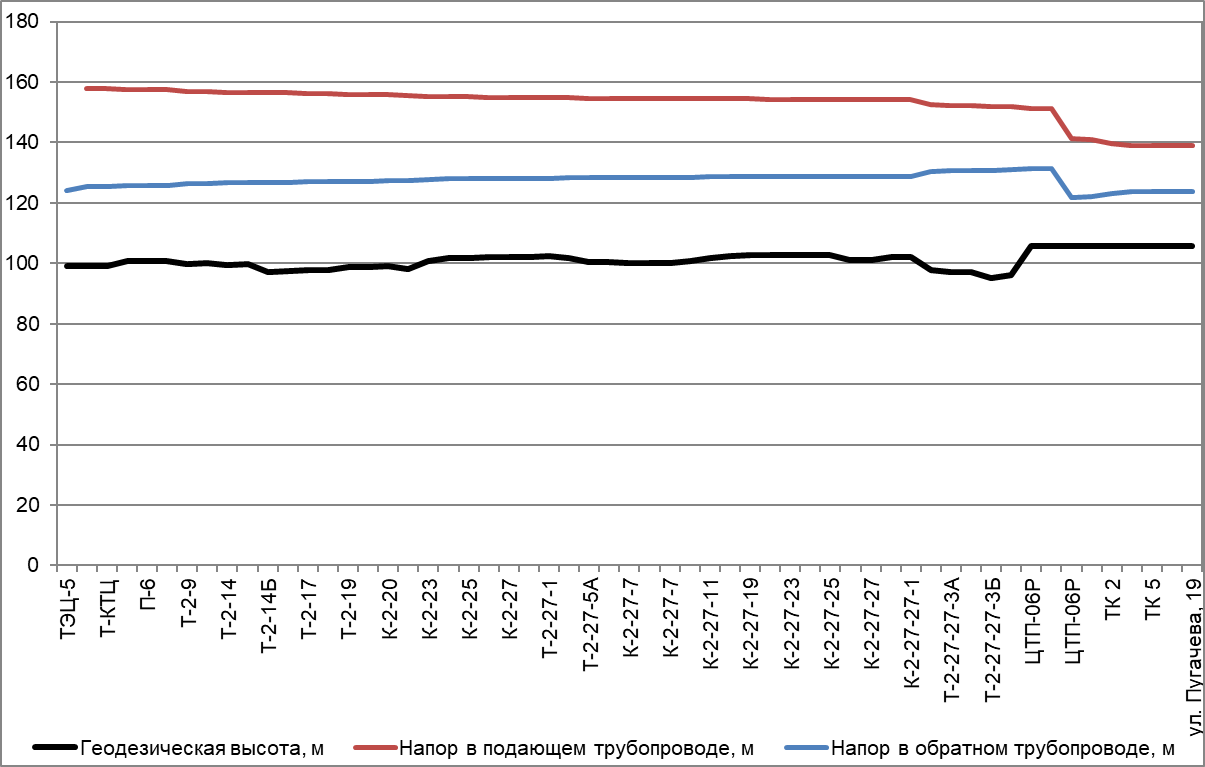 180
160
140
120
100
80
60
40
20
0
ТЭЦ-5
Т-КТЦ
П-6
Т-2-9
Т-2-14
Т-2-14Б
Т-2-17
Т-2-19
К-2-20
К-2-23
К-2-25
К-2-27
Т-2-27-1
Т-2-27-5А
К-2-27-7
К-2-27-7
К-2-27-11
К-2-27-19
К-2-27-23
К-2-27-25
К-2-27-27
К-2-27-27-1
Т-2-27-27-3А
Т-2-27-27-3Б
ЦТП-06Р
ЦТП-06Р
ТК 2
ТК 5
ул. Пугачева, 19
Геодезическая высота, м
Напор в подающем трубопроводе, м
Напор в обратном трубопроводе, м